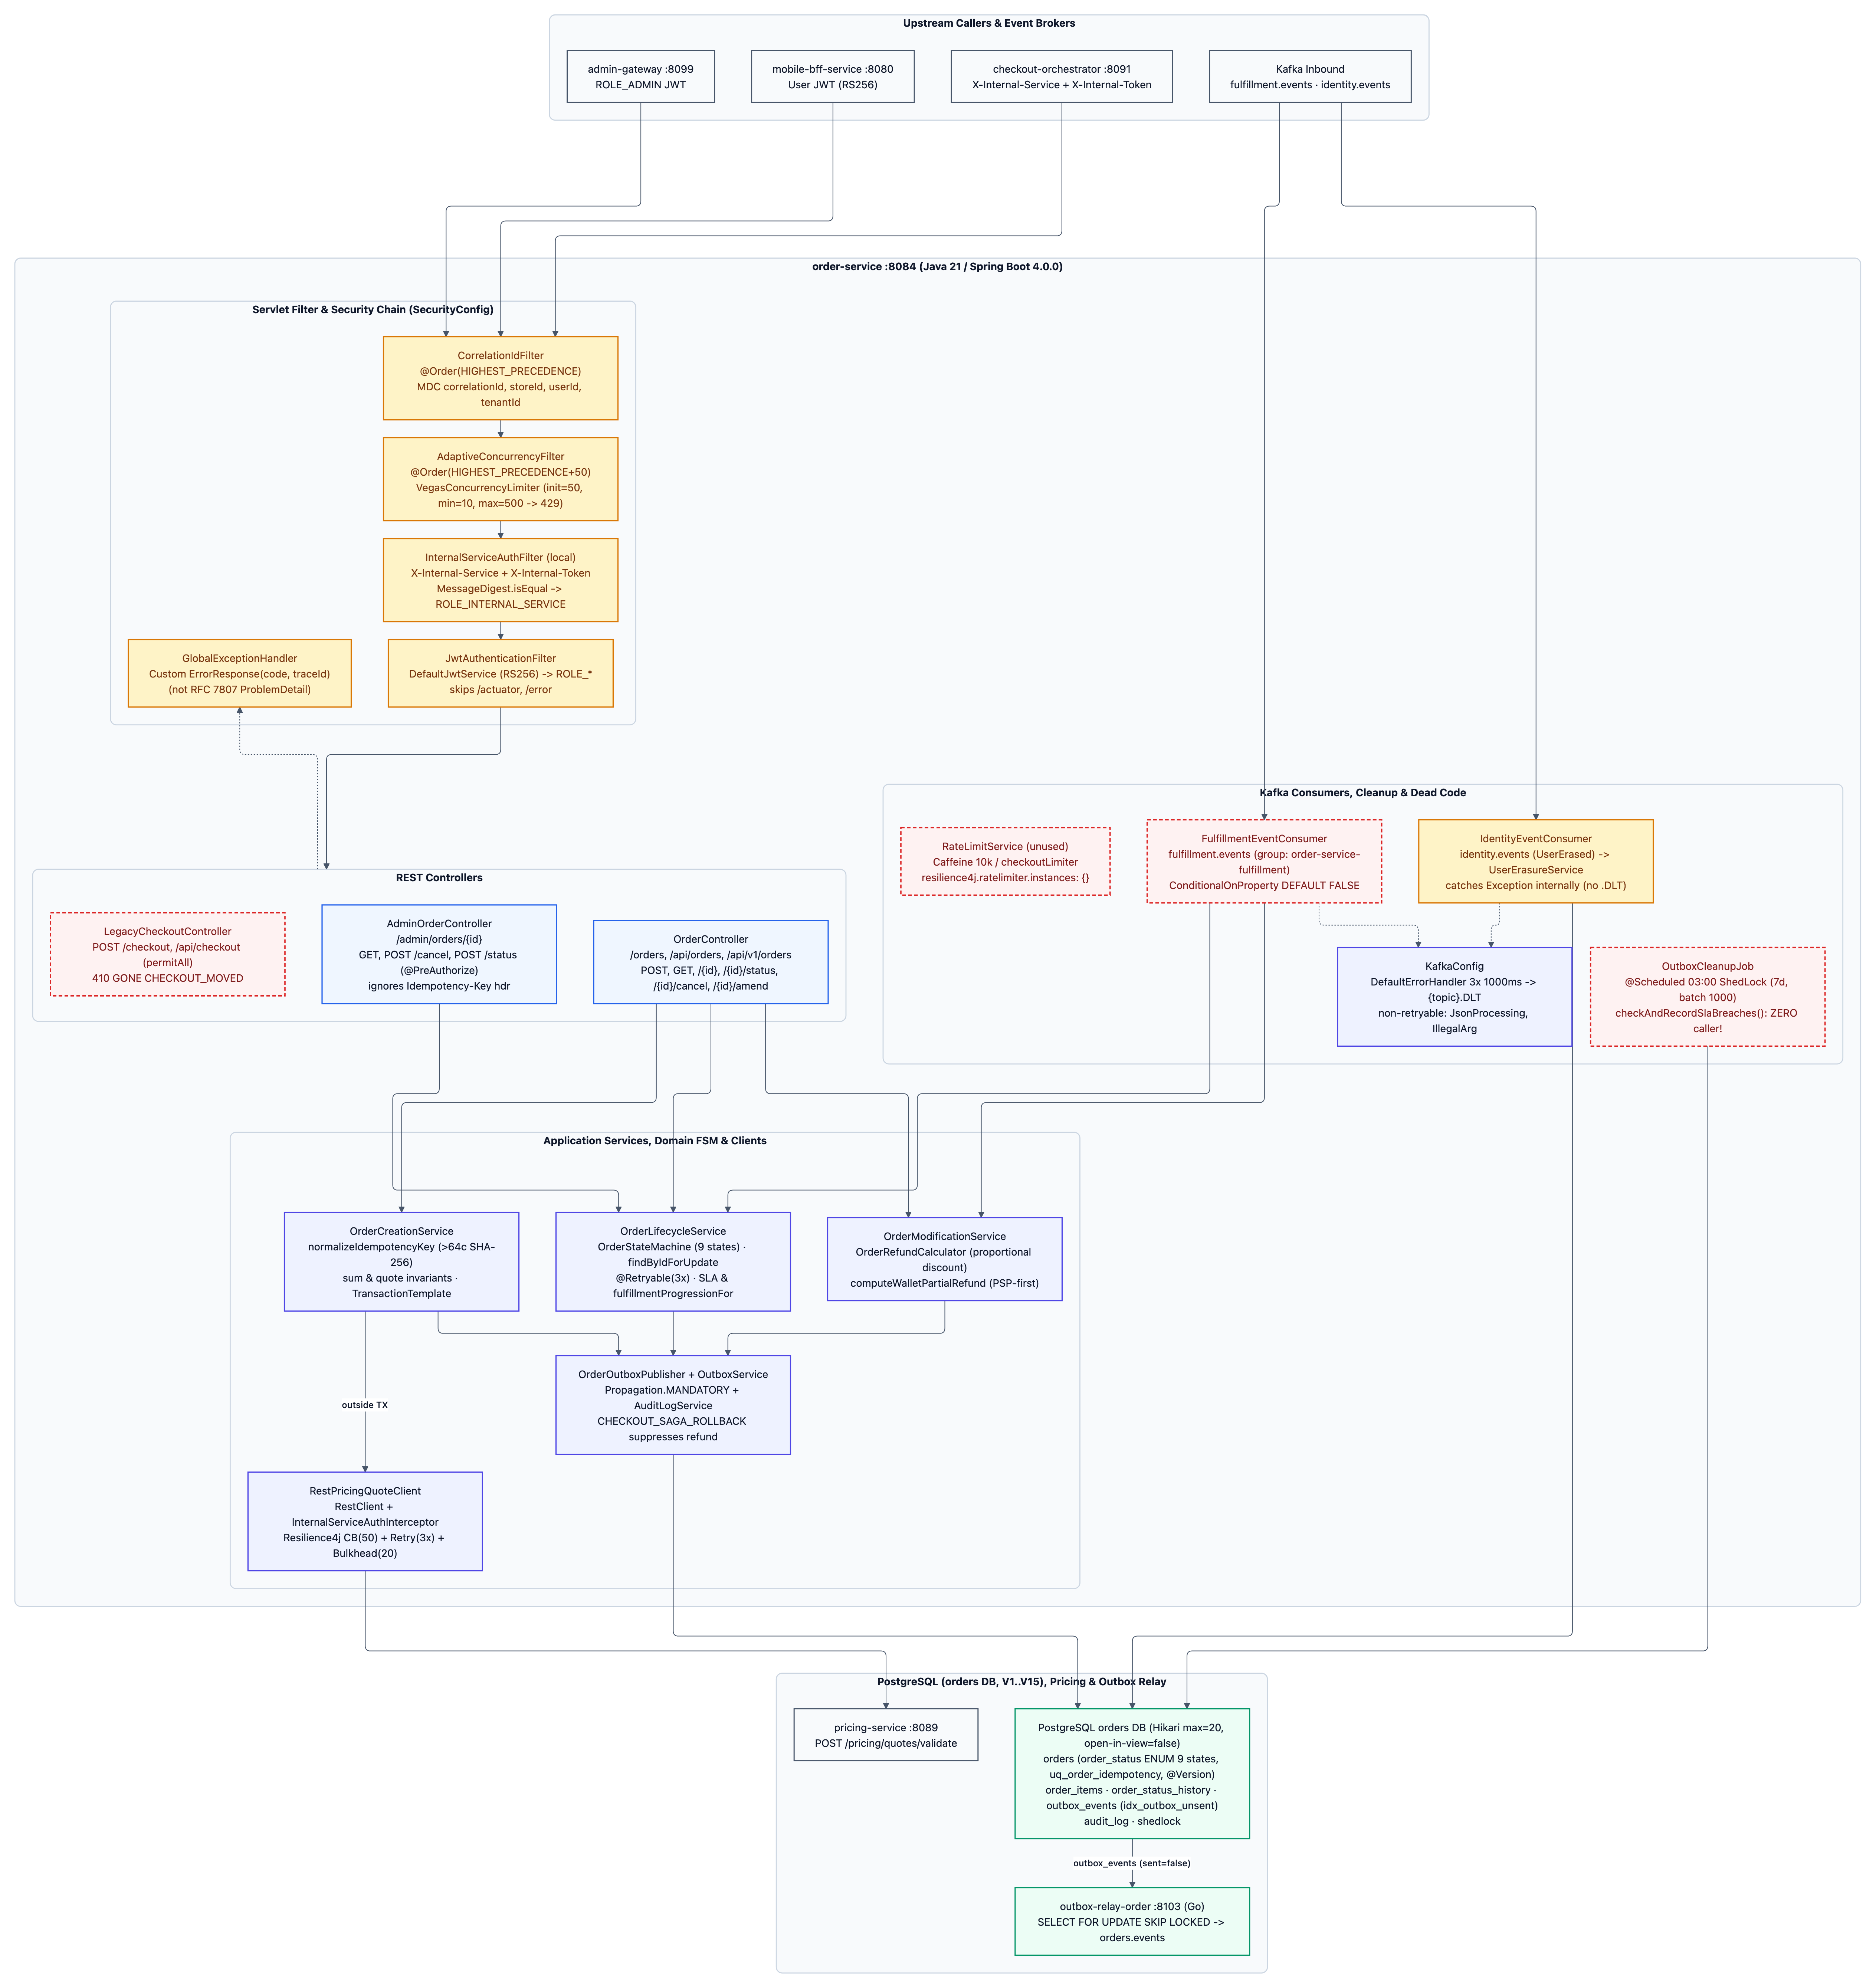 Upstream Callers & Event Brokers
admin-gateway :8099
ROLE_ADMIN JWT
mobile-bff-service :8080
User JWT (RS256)
checkout-orchestrator :8091
X-Internal-Service + X-Internal-Token
Kafka Inbound
fulfillment.events · identity.events
order-service :8084 (Java 21 / Spring Boot 4.0.0)
Servlet Filter & Security Chain (SecurityConfig)
CorrelationIdFilter
@Order(HIGHEST_PRECEDENCE)
MDC correlationId, storeId, userId,
tenantId
AdaptiveConcurrencyFilter
@Order(HIGHEST_PRECEDENCE+50)
VegasConcurrencyLimiter (init=50,
min=10, max=500 -> 429)
InternalServiceAuthFilter (local)
X-Internal-Service + X-Internal-Token
MessageDigest.isEqual ->
ROLE_INTERNAL_SERVICE
GlobalExceptionHandler
Custom ErrorResponse(code, traceId)
(not RFC 7807 ProblemDetail)
JwtAuthenticationFilter
DefaultJwtService (RS256) -> ROLE_*
skips /actuator, /error
Kafka Consumers, Cleanup & Dead Code
RateLimitService (unused)
Caffeine 10k / checkoutLimiter
resilience4j.ratelimiter.instances: {}
FulfillmentEventConsumer
fulfillment.events (group: order-service-
fulfillment)
ConditionalOnProperty DEFAULT FALSE
IdentityEventConsumer
identity.events (UserErased) ->
UserErasureService
catches Exception internally (no .DLT)
KafkaConfig
DefaultErrorHandler 3x 1000ms ->
{topic}.DLT
non-retryable: JsonProcessing,
IllegalArg
OutboxCleanupJob
@Scheduled 03:00 ShedLock (7d,
batch 1000)
checkAndRecordSlaBreaches(): ZERO
caller!
REST Controllers
LegacyCheckoutController
POST /checkout, /api/checkout
(permitAll)
410 GONE CHECKOUT_MOVED
AdminOrderController
/admin/orders/{id}
GET, POST /cancel, POST /status
(@PreAuthorize)
ignores Idempotency-Key hdr
OrderController
/orders, /api/orders, /api/v1/orders
POST, GET, /{id}, /{id}/status,
/{id}/cancel, /{id}/amend
Application Services, Domain FSM & Clients
OrderCreationService
normalizeIdempotencyKey (>64c SHA-
256)
sum & quote invariants ·
TransactionTemplate
OrderLifecycleService
OrderStateMachine (9 states) ·
findByIdForUpdate
@Retryable(3x) · SLA &
fulfillmentProgressionFor
OrderModificationService
OrderRefundCalculator (proportional
discount)
computeWalletPartialRefund (PSP-first)
OrderOutboxPublisher + OutboxService
Propagation.MANDATORY +
AuditLogService
CHECKOUT_SAGA_ROLLBACK
suppresses refund
outside TX
RestPricingQuoteClient
RestClient +
InternalServiceAuthInterceptor
Resilience4j CB(50) + Retry(3x) +
Bulkhead(20)
PostgreSQL (orders DB, V1..V15), Pricing & Outbox Relay
pricing-service :8089
POST /pricing/quotes/validate
PostgreSQL orders DB (Hikari max=20,
open-in-view=false)
orders (order_status ENUM 9 states,
uq_order_idempotency, @Version)
order_items · order_status_history ·
outbox_events (idx_outbox_unsent)
audit_log · shedlock
outbox_events (sent=false)
outbox-relay-order :8103 (Go)
SELECT FOR UPDATE SKIP LOCKED ->
orders.events